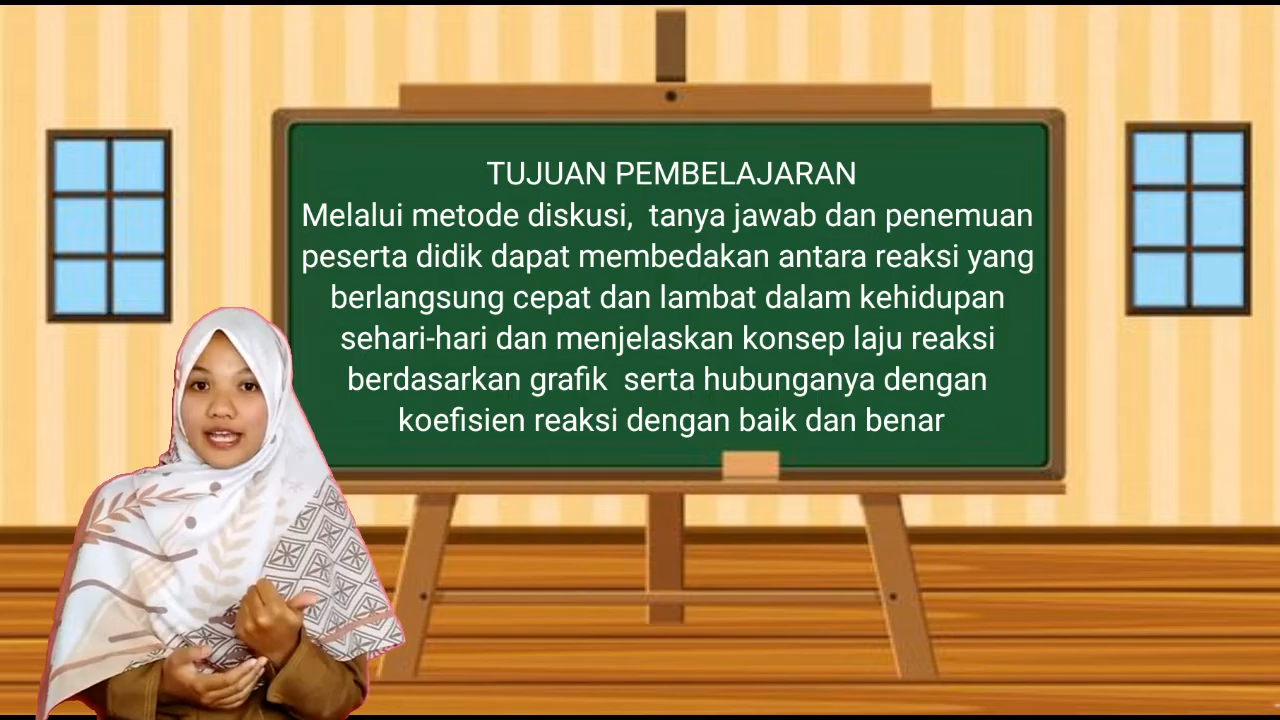 TUJUAN PEMBELAJARAN
Melalui metode diskusi,  tanya jawab dan penemuan
peserta didik dapat membedakan antara reaksi yang
berlangsung cepat dan lambat dalam kehidupan
sehari-hari dan menjelaskan konsep laju reaksi
berdasarkan grafik  serta hubunganya dengan
koefisien reaksi dengan baik dan benar